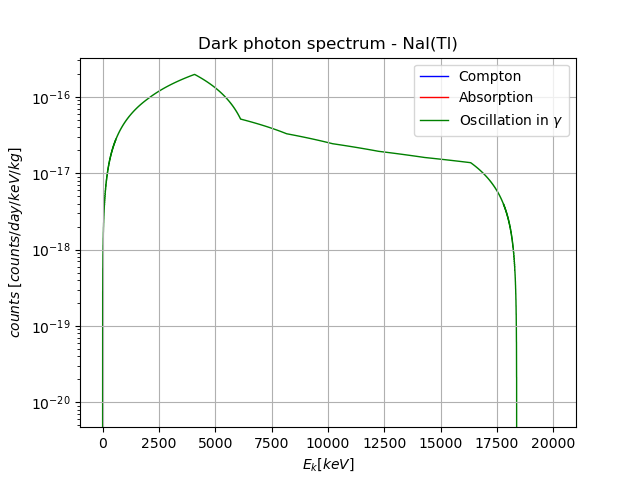 Dark photon spectrum - NaI(Tl)
Compton
Absorption
Oscillation in γ
counts [counts/day/keV/kg]
10⁻¹⁶
10⁻¹⁷
10⁻¹⁸
10⁻¹⁹
10⁻²⁰
0 2500 5000 7500 10000 12500 15000 17500 20000
E_k[keV]